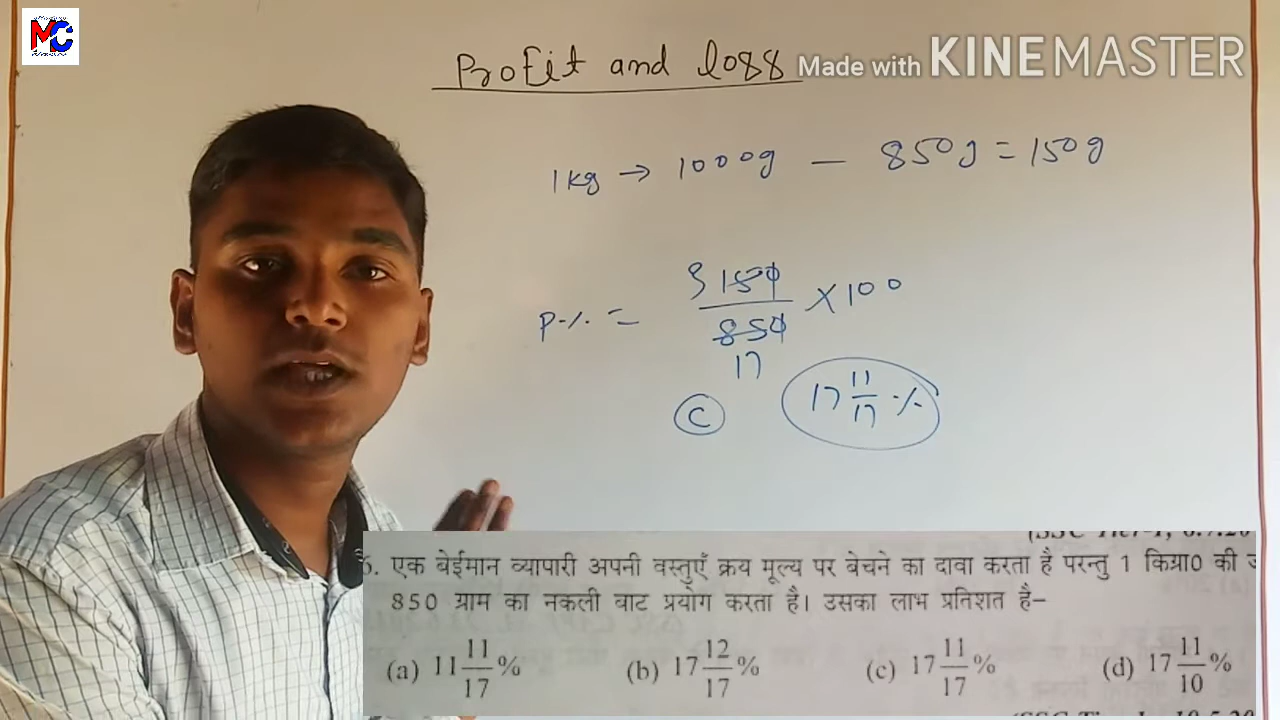 MC
Profit and loss
Made with KINEMASTER
1kg → 1000g — 850g = 150g
P.%. = 3 150/850 17 × 100
C 17 11/17 %
6. एक बेईमान व्यापारी अपनी वस्तुएँ क्रय मूल्य पर बेचने का दावा करता है परन्तु 1 किग्रा0 की
850 ग्राम का नकली बाट प्रयोग करता है। उसका लाभ प्रतिशत है–
(a) 11 11/17 % (b) 17 12/17 % (c) 17 11/17 % (d) 17 11/10 %